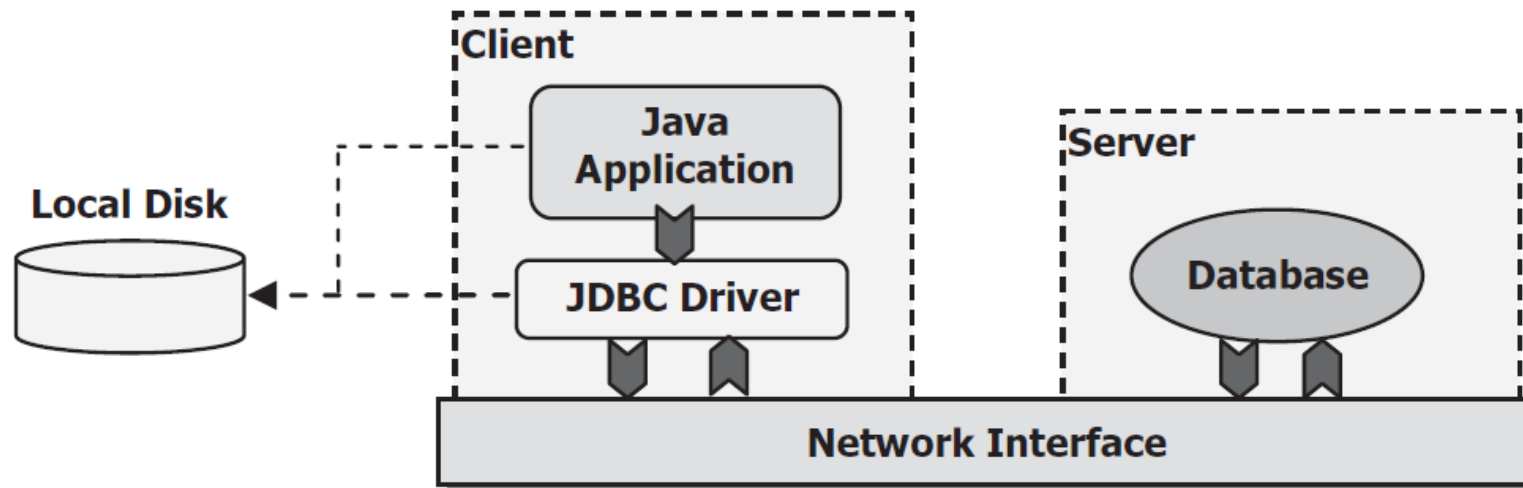 Client
Java
Application
Server
Local Disk
Database
JDBC Driver
Network Interface